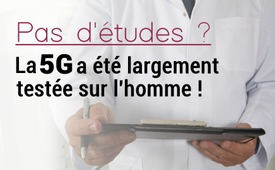 Pas d'études ?
La 5G a été largement
testée sur l'homme !